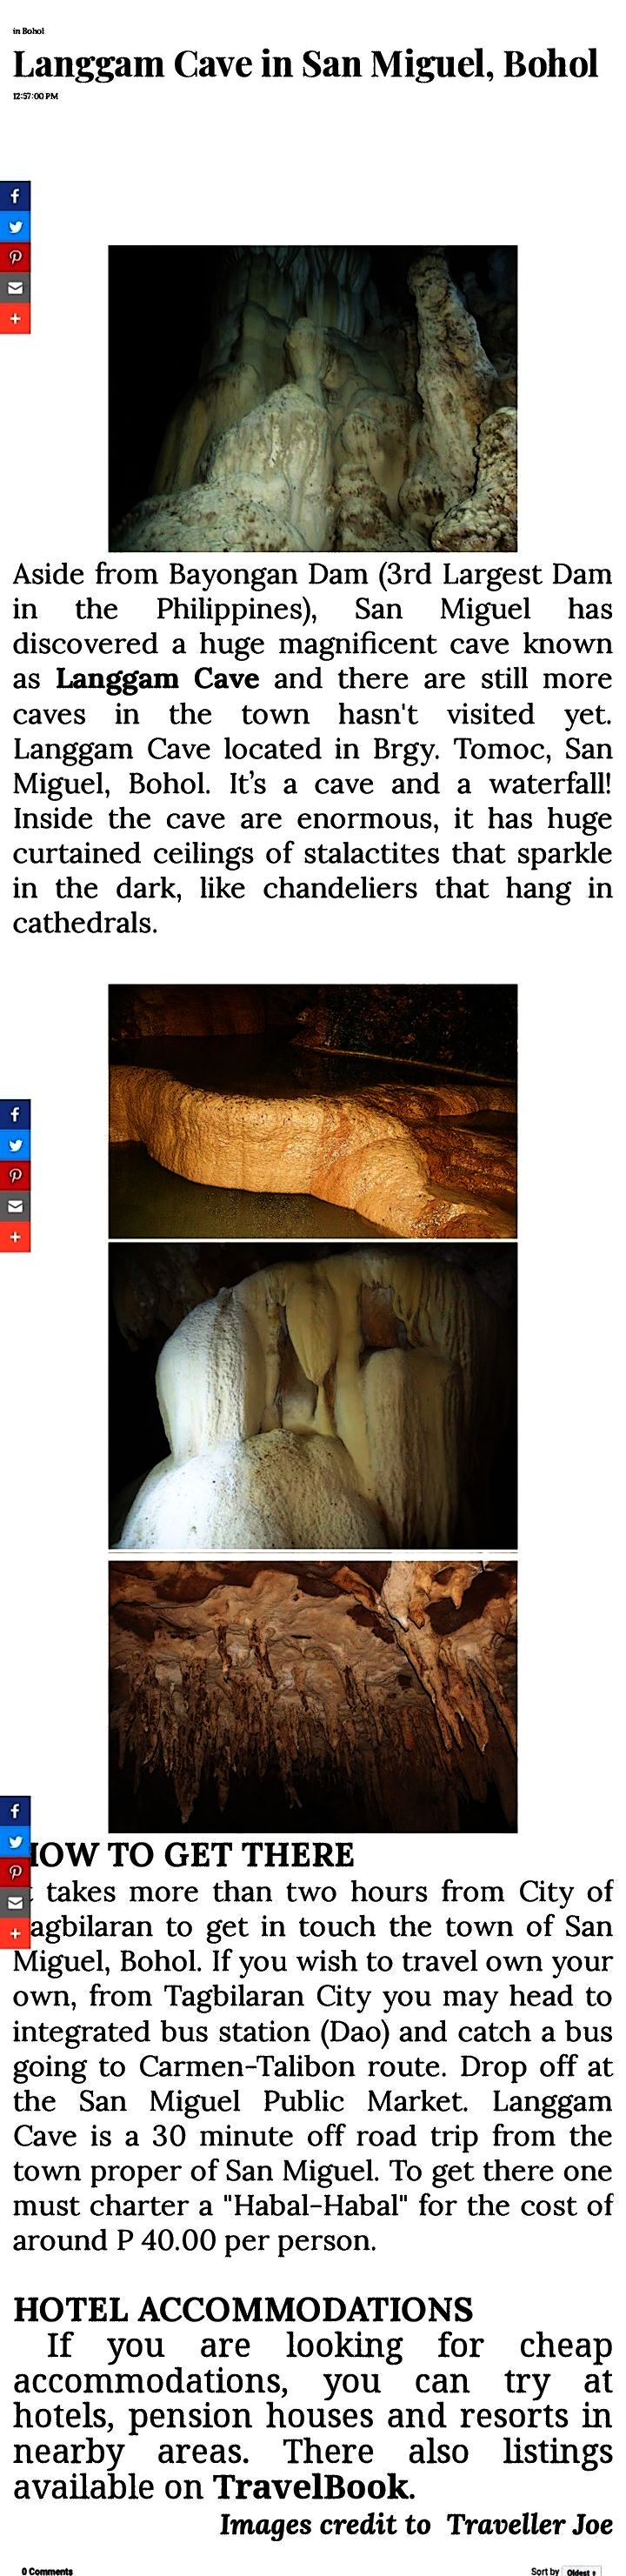 in Bohol
Langgam Cave in San Miguel, Bohol
12:57:00 PM
Aside from Bayongan Dam (3rd Largest Dam
in the Philippines), San Miguel has
discovered a huge magnificent cave known
as Langgam Cave and there are still more
caves in the town hasn't visited yet.
Langgam Cave located in Brgy. Tomoc, San
Miguel, Bohol. It's a cave and a waterfall!
Inside the cave are enormous, it has huge
curtained ceilings of stalactites that sparkle
in the dark, like chandeliers that hang in
cathedrals.
HOW TO GET THERE
takes more than two hours from City of
agbilaran to get in touch the town of San
Miguel, Bohol. If you wish to travel own your
own, from Tagbilaran City you may head to
integrated bus station (Dao) and catch a bus
going to Carmen-Talibon route. Drop off at
the San Miguel Public Market. Langgam
Cave is a 30 minute off road trip from the
town proper of San Miguel. To get there one
must charter a "Habal-Habal" for the cost of
around P 40.00 per person.
HOTEL ACCOMMODATIONS
If you are looking for cheap
accommodations, you can try at
hotels, pension houses and resorts in
nearby areas. There also listings
available on TravelBook.
Images credit to Traveller Joe
0 Comments Sort by Oldest